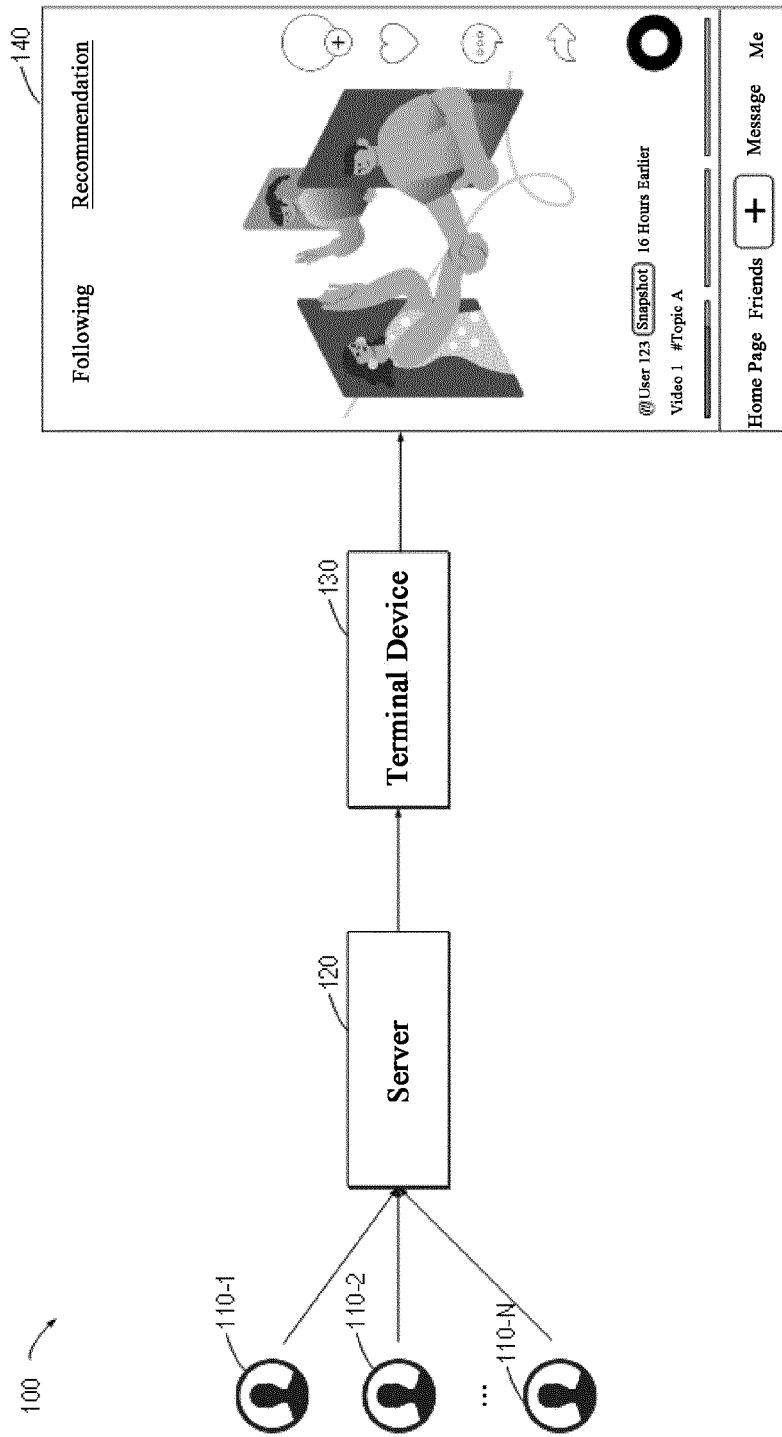 100
110-1
110-2
...
110-N
120
Server
130
Terminal Device
140
Following Recommendation
@User 123 Snapshot 16 Hours Earlier
Video 1 #Topic A
Home Page Friends + Message Me